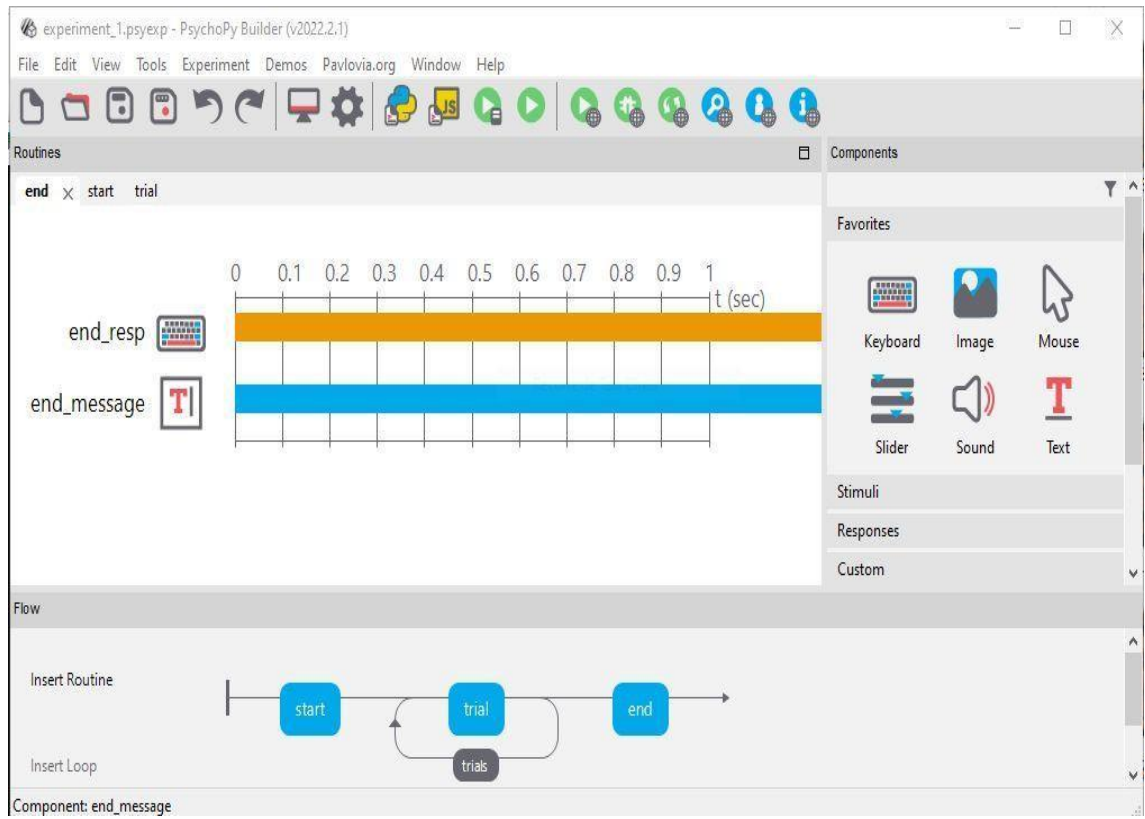 experiment_1.psyexp - PsychoPy Builder (v2022.2.1)
File Edit View Tools Experiment Demos Pavlovia.org Window Help
JS
Routines
Components
end start trial
Favorites
0 0.1 0.2 0.3 0.4 0.5 0.6 0.7 0.8 0.9 1
t (sec)
end_resp
Keyboard Image Mouse
end_message T
T
Slider Sound Text
Stimuli
Responses
Custom
Flow
Insert Routine
start trial end
trials
Insert Loop
Component: end_message